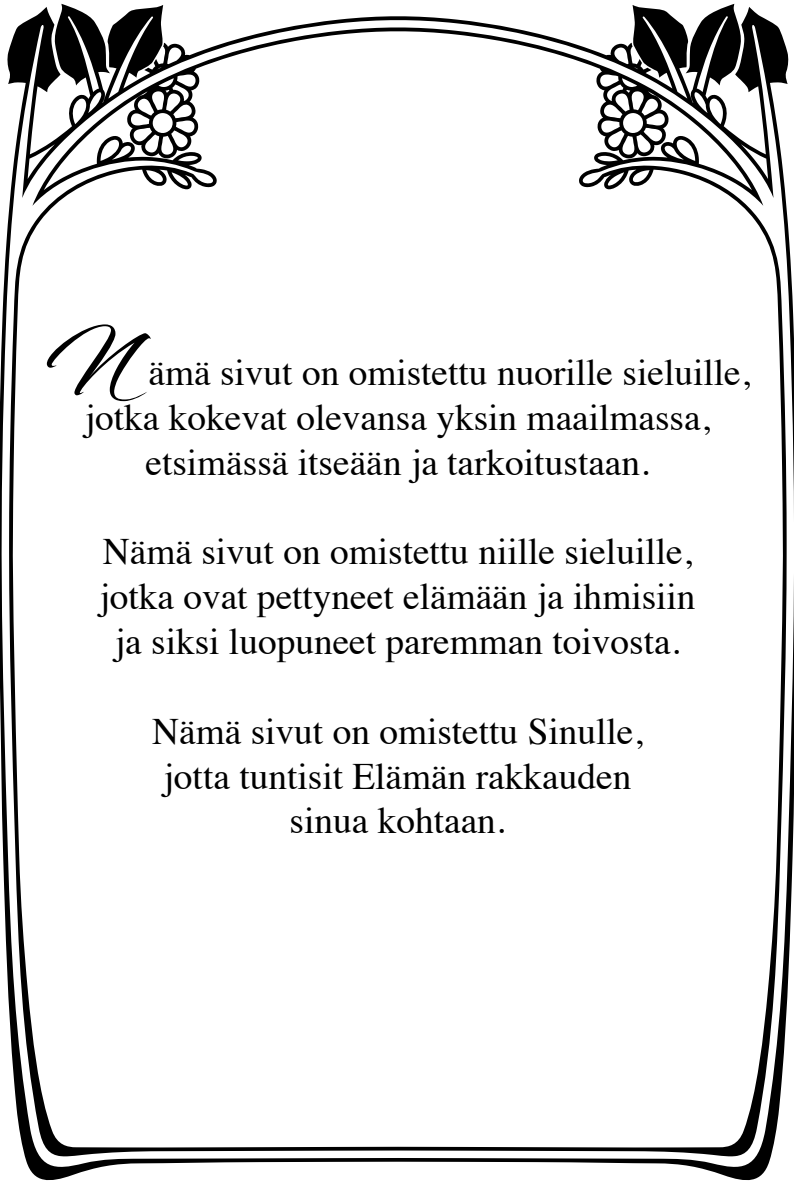 Nämä sivut on omistettu nuorille sieluille,
jotka kokevat olevansa yksin maailmassa,
etsimässä itseään ja tarkoitustaan.
Nämä sivut on omistettu niille sieluille,
jotka ovat pettyneet elämään ja ihmisiin
ja siksi luopuneet paremman toivosta.
Nämä sivut on omistettu Sinulle,
jotta tuntisit Elämän rakkauden
sinua kohtaan.